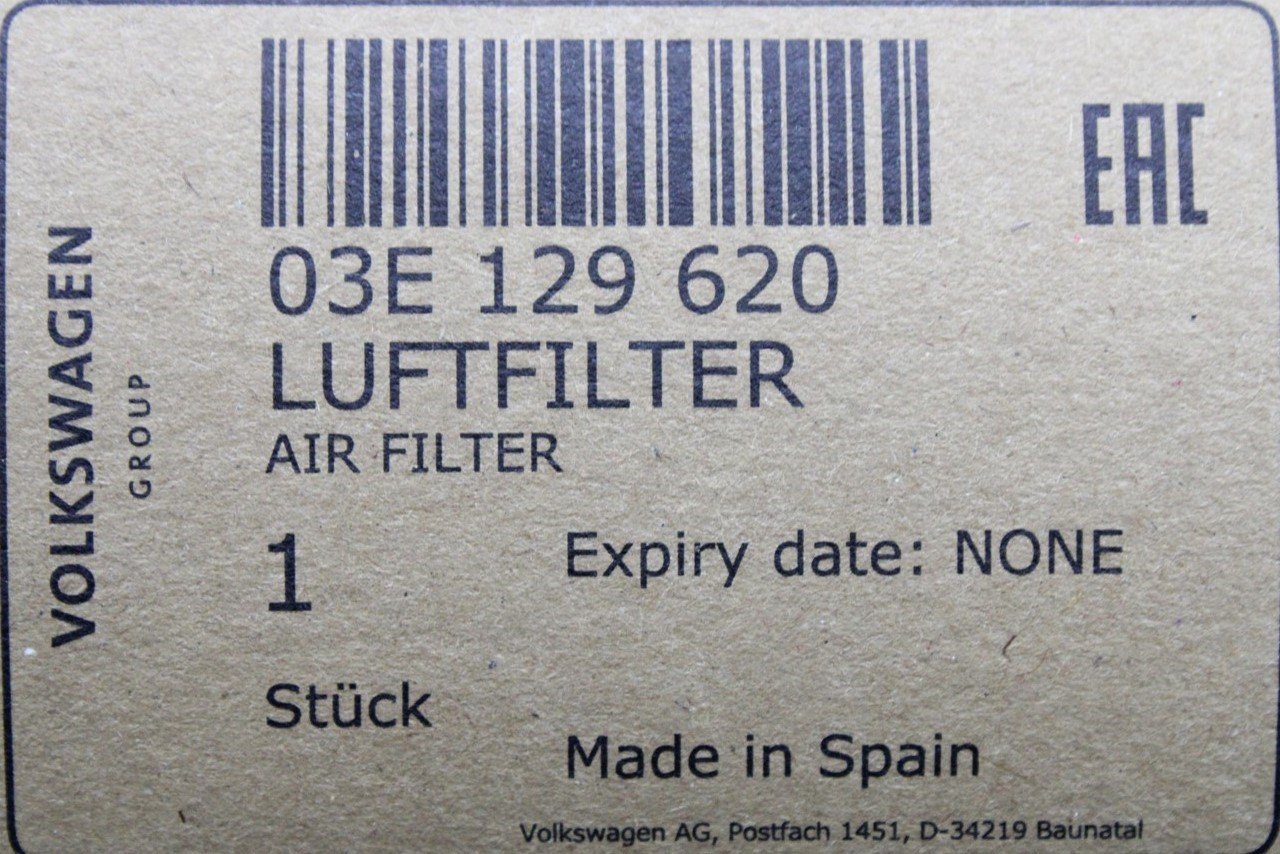 EAC
VOLKSWAGEN
GROUP
03E 129 620
LUFTFILTER
AIR FILTER
1
Expiry date: NONE
Stück
Made in Spain
Volkswagen AG, Postfach 1451, D-34219 Baunatal